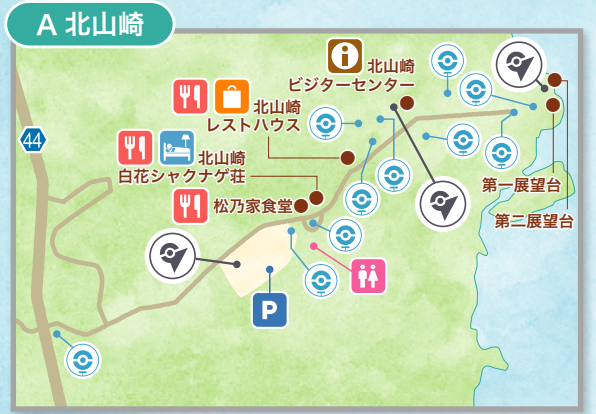 A 北山崎
北山崎
ビジターセンター
北山崎
レストハウス
44
北山崎
白花シャクナゲ荘
松乃家食堂
第一展望台
第二展望台
P